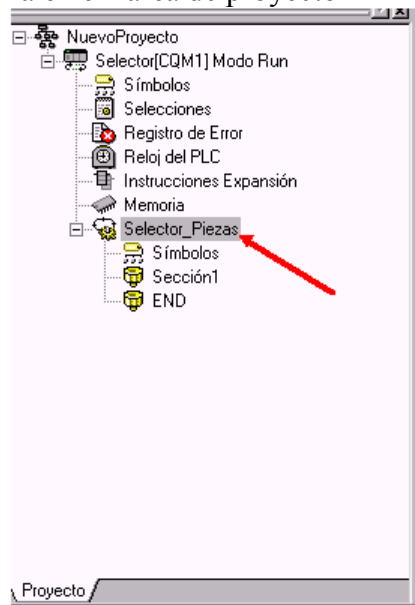 NuevoProyecto
Selector[CQM1] Modo Run
Símbolos
Selecciones
Registro de Error
Reloj del PLC
Instrucciones Expansión
Memoria
Selector_Piezas
Símbolos
Sección1
END
Proyecto